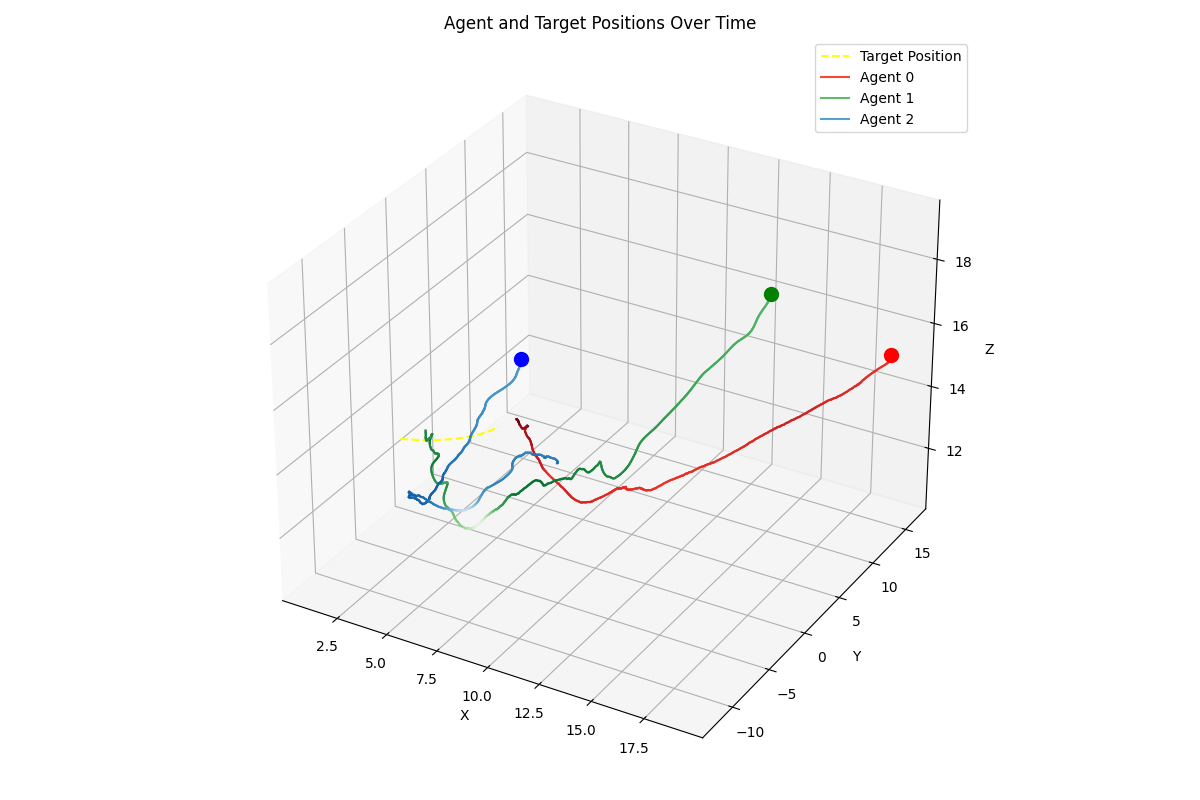 Agent and Target Positions Over Time
Target Position
Agent 0
Agent 1
Agent 2
18
16
14
12
Z
15
10
5
0
−5
−10
Y
2.5
5.0
7.5
10.0
12.5
15.0
17.5
X